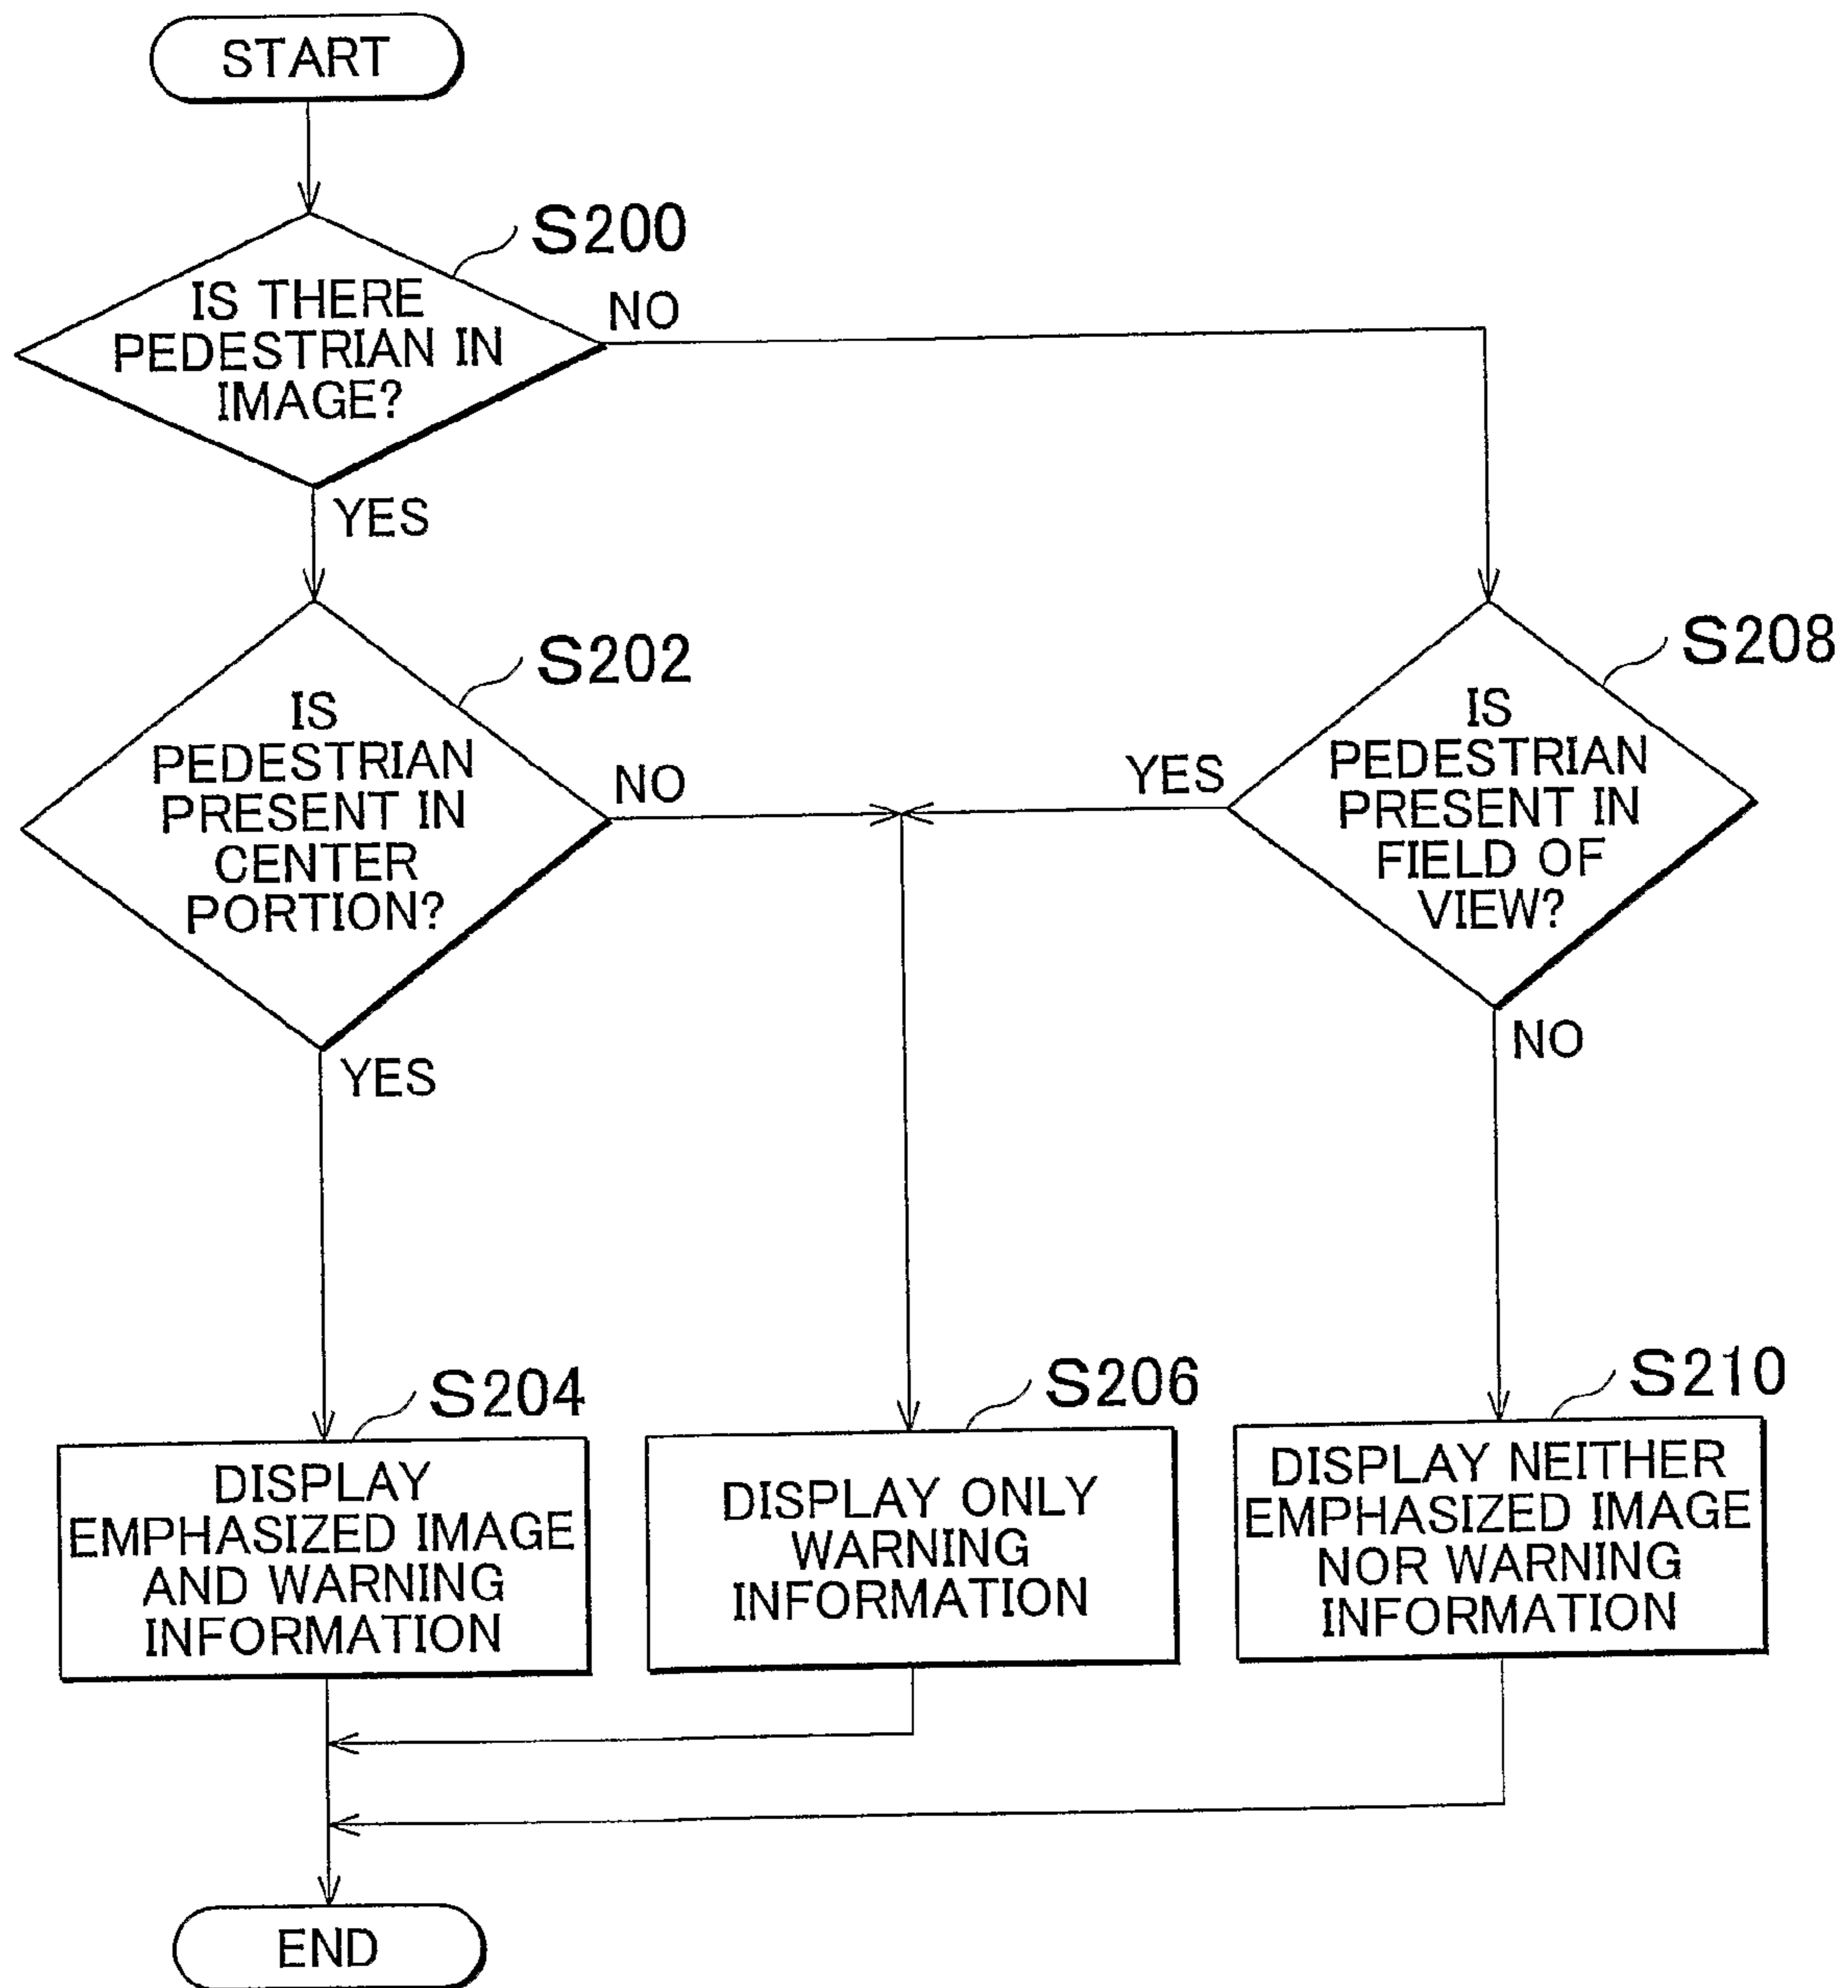 START
S200
IS THERE
PEDESTRIAN IN
IMAGE?
NO
YES
S202
IS
PEDESTRIAN
PRESENT IN
CENTER
PORTION?
NO
YES
S208
IS
PEDESTRIAN
PRESENT IN
FIELD OF
VIEW?
YES
NO
S204
DISPLAY
EMPHASIZED IMAGE
AND WARNING
INFORMATION
S206
DISPLAY ONLY
WARNING
INFORMATION
S210
DISPLAY NEITHER
EMPHASIZED IMAGE
NOR WARNING
INFORMATION
END